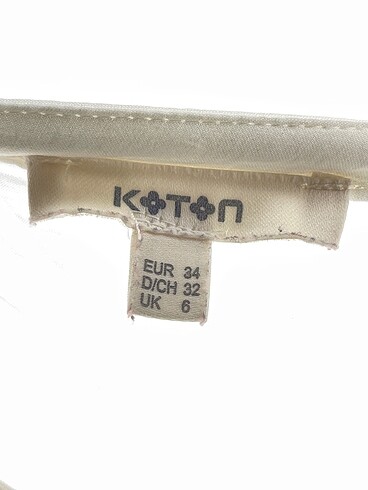 KOTON
EUR 34
D/CH 32
UK 6